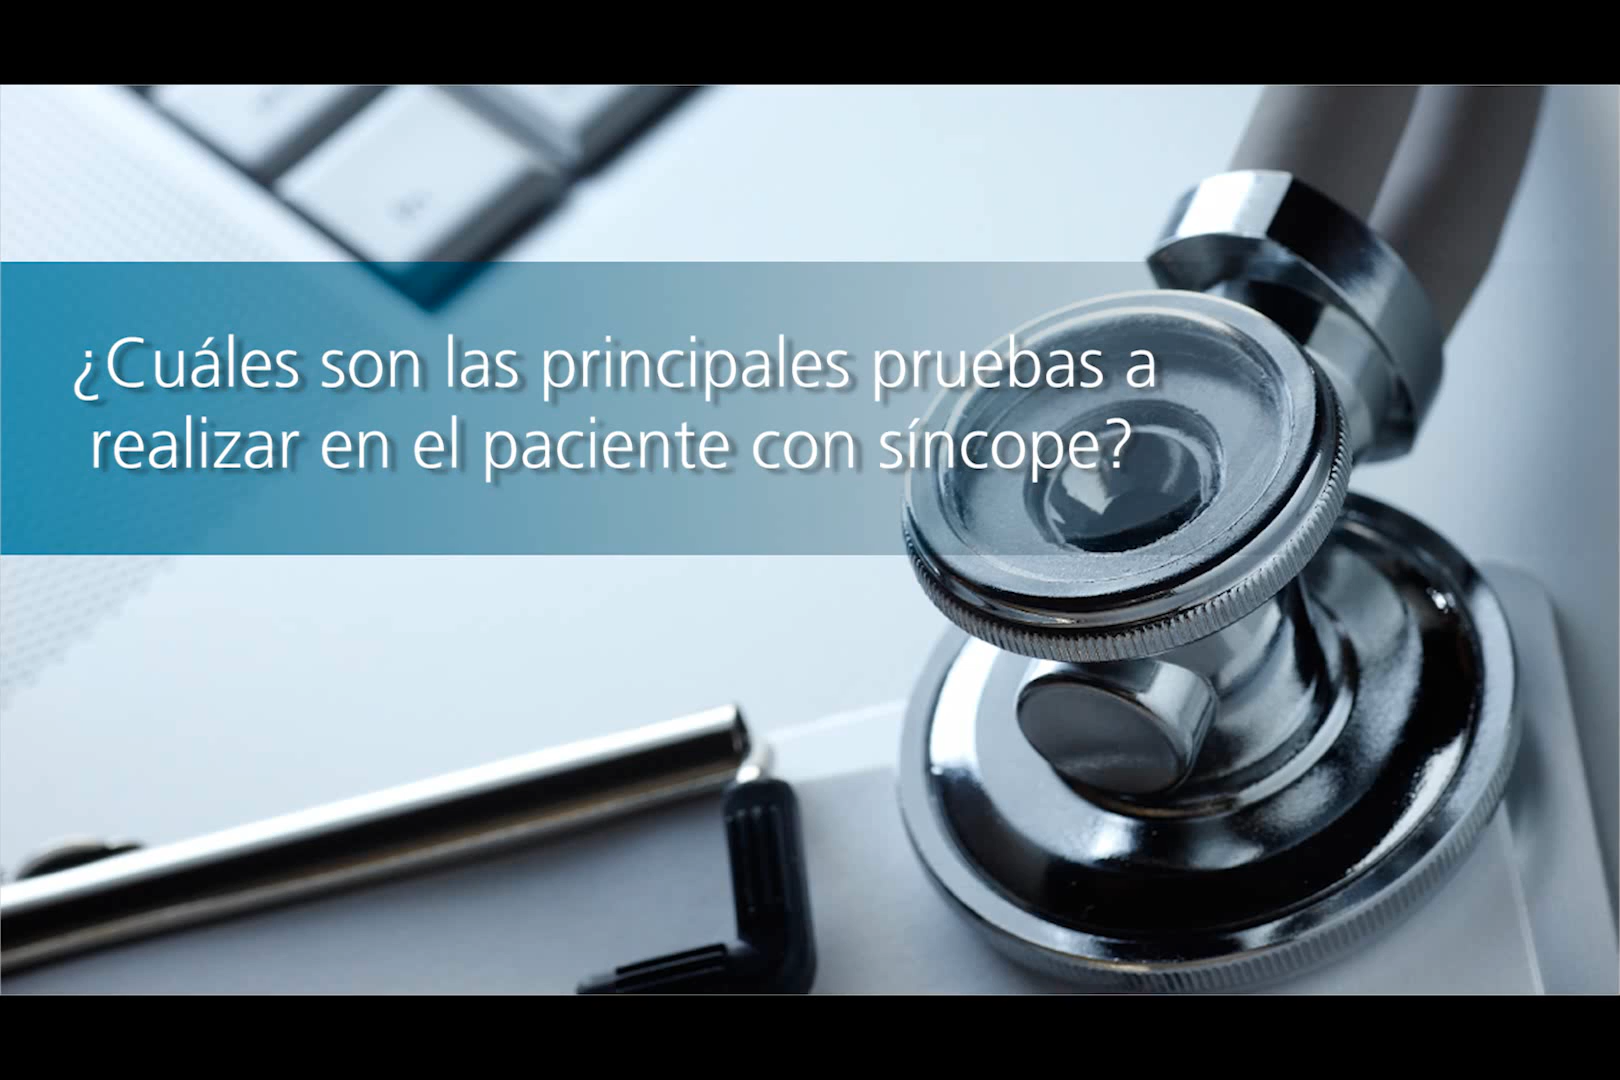 ¿Cuáles son las principales pruebas a
realizar en el paciente con síncope?